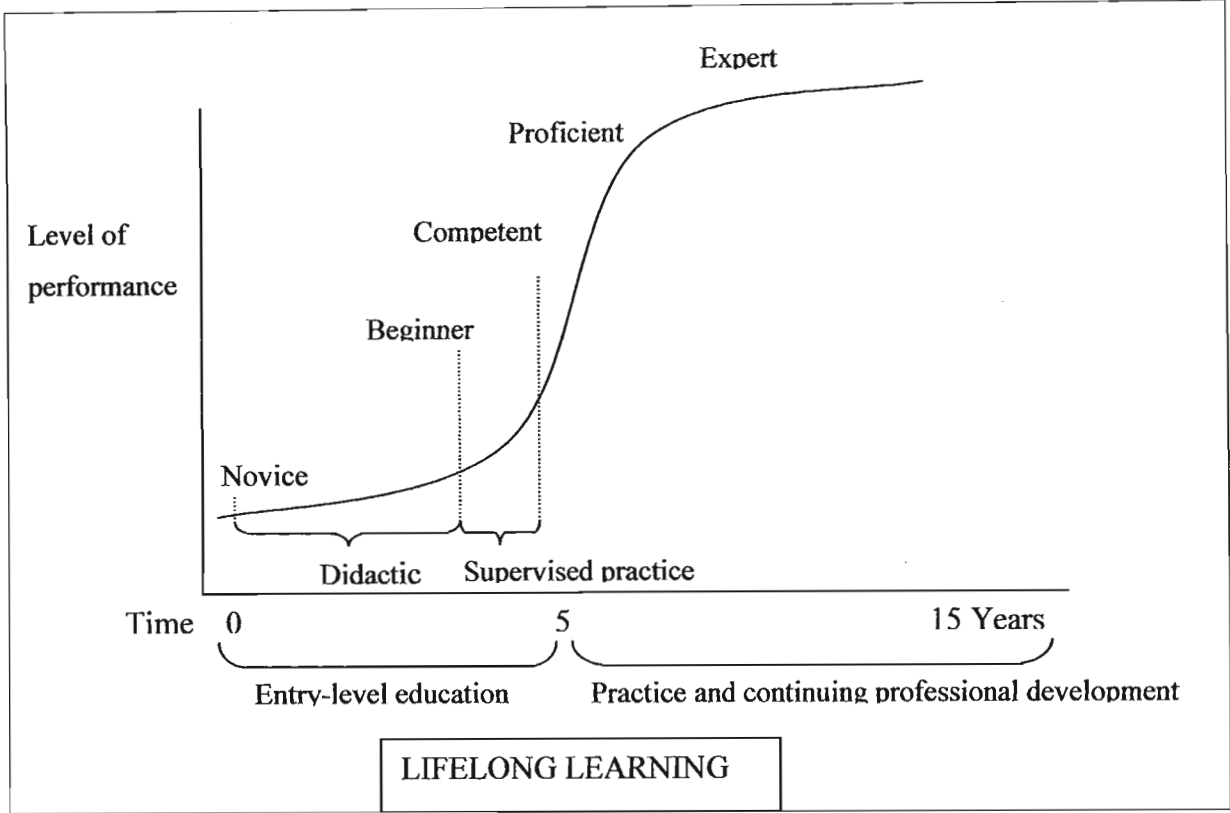 Expert
Proficient
Level of
performance
Competent
Beginner
Novice
Didactic
Supervised practice
Time 0 5 15 Years
Entry-level education
Practice and continuing professional development
LIFELONG LEARNING